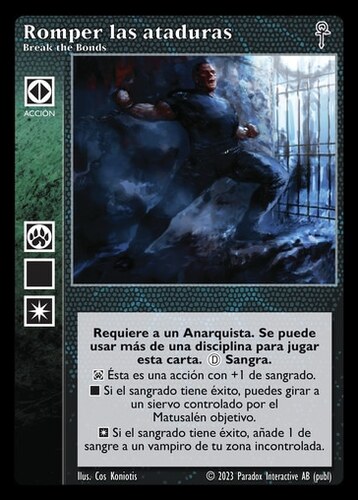 Romper las ataduras
Break the Bonds
ACCIÓN
Requiere a un Anarquista. Se puede
usar más de una disciplina para jugar
esta carta. Ⓓ Sangra.
Ésta es una acción con +1 de sangrado.
Si el sangrado tiene éxito, puedes girar a
un siervo controlado por el
Matusalén objetivo.
Si el sangrado tiene éxito, añade 1 de
sangre a un vampiro de tu zona incontrolada.
Ilus. Cos Koniotis
© 2023 Paradox Interactive AB (publ)